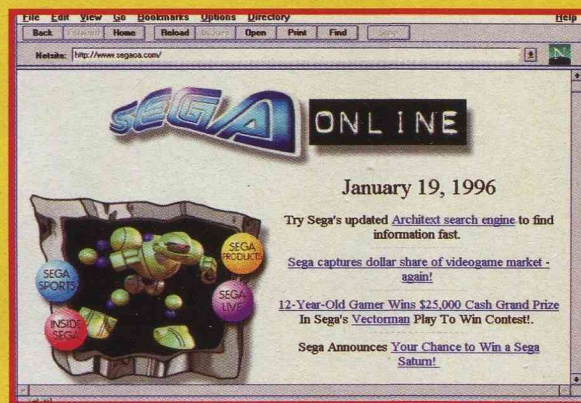 File Edit View Go Bookmarks Options Directory Help
Back Forward Home Reload Open Print Find Stop
Netsite: http://www.segaoa.com/
N
SEGA ONLINE
January 19, 1996
Try Sega's updated Architext search engine to find
information fast.
Sega captures dollar share of videogame market -
again!
12-Year-Old Gamer Wins $25,000 Cash Grand Prize
In Sega's Vectorman Play To Win Contest!.
Sega Announces Your Chance to Win a Sega
Saturn!
SEGA
SPORTS
INSIDE
SEGA
SEGA
PRODUCTS
SEGA
LIVE